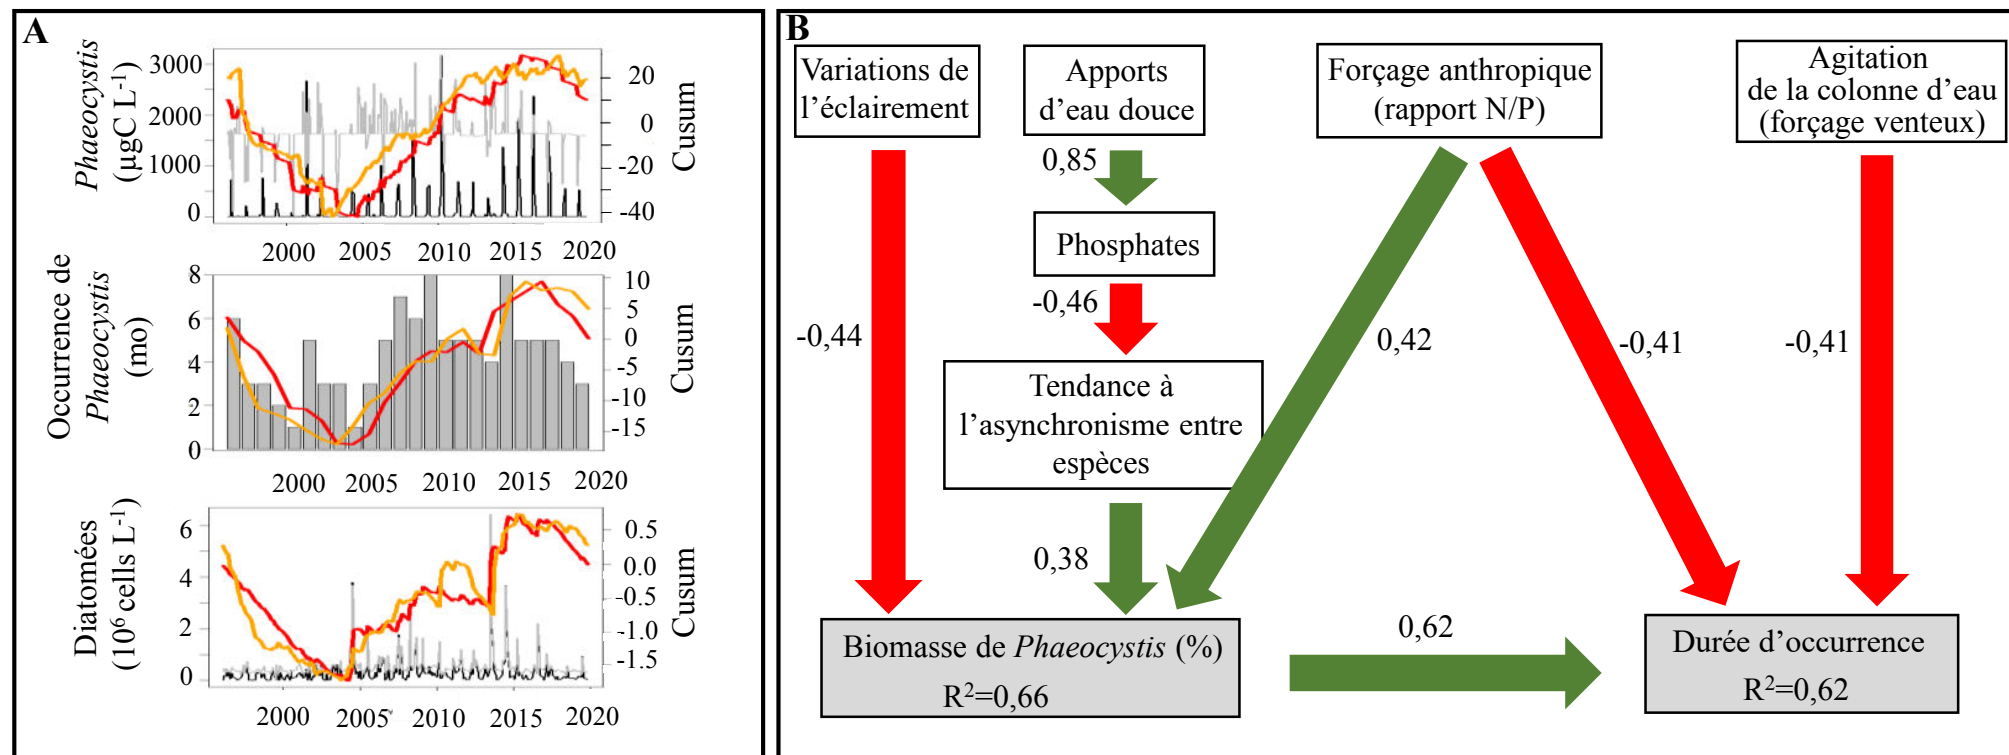 A
Phaeocystis
(µgC L-1)
3000
2000
1000
0
20
0
-20
-40
Cusum
2000 2005 2010 2015 2020
Occurrence de
Phaeocystis
(mo)
8
6
4
2
0
10
5
0
-5
-10
-15
Cusum
2000 2005 2010 2015 2020
Diatomées
(10⁶ cells L-1)
6
4
2
0
0.5
0.0
-0.5
-1.0
-1.5
Cusum
2000 2005 2010 2015 2020
B
Variations de
l’éclairement
Apports
d’eau douce
Forçage anthropique
(rapport N/P)
Agitation
de la colonne d’eau
(forçage venteux)
0,85
Phosphates
-0,46
-0,44
0,42
-0,41
-0,41
Tendance à
l’asynchronisme entre
espèces
0,38
Biomasse de Phaeocystis (%)
R²=0,66
0,62
Durée d’occurrence
R²=0,62